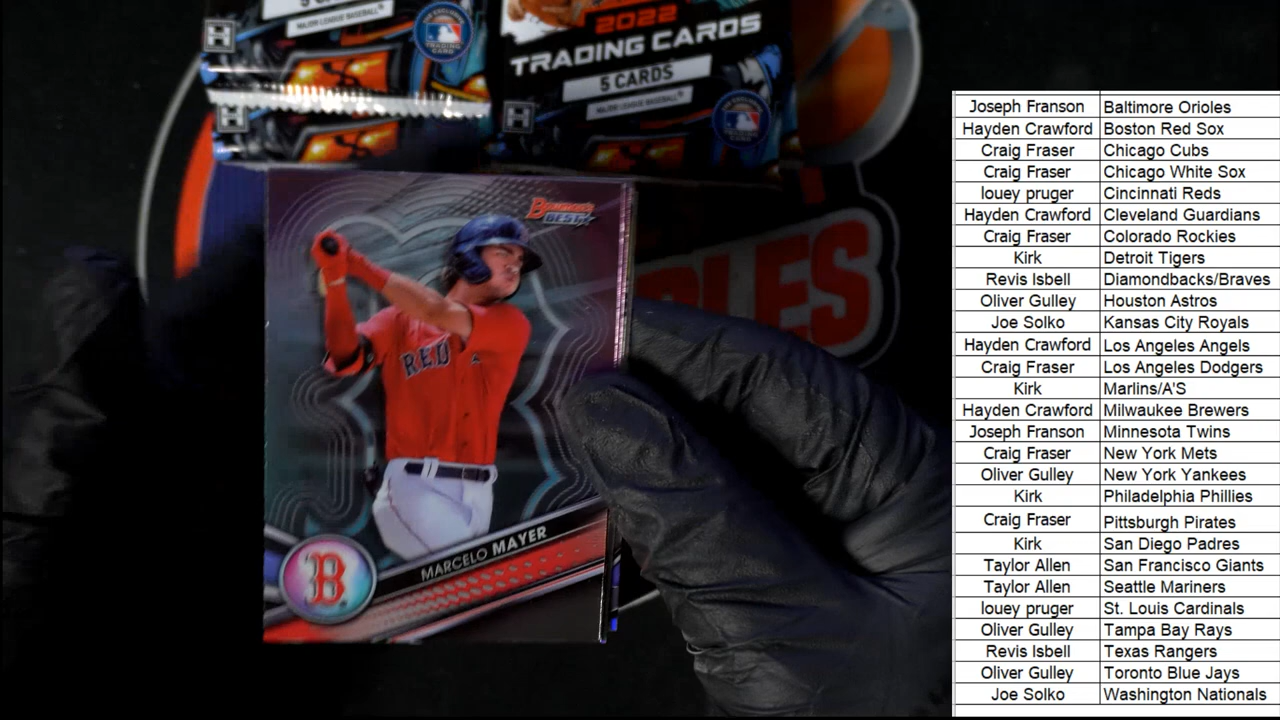 5 CARDS
MAJOR LEAGUE BASEBALL
H
TRADING CARD
H
2022
TRADING CARDS
5 CARDS
MAJOR LEAGUE BASEBALL
H
Bowman's
BEST
RED
MARCELO MAYER
B
LES
Joseph Franson Baltimore Orioles
Hayden Crawford Boston Red Sox
Craig Fraser Chicago Cubs
Craig Fraser Chicago White Sox
louey pruger Cincinnati Reds
Hayden Crawford Cleveland Guardians
Craig Fraser Colorado Rockies
Kirk Detroit Tigers
Revis Isbell Diamondbacks/Braves
Oliver Gulley Houston Astros
Joe Solko Kansas City Royals
Hayden Crawford Los Angeles Angels
Craig Fraser Los Angeles Dodgers
Kirk Marlins/A'S
Hayden Crawford Milwaukee Brewers
Joseph Franson Minnesota Twins
Craig Fraser New York Mets
Oliver Gulley New York Yankees
Kirk Philadelphia Phillies
Craig Fraser Pittsburgh Pirates
Kirk San Diego Padres
Taylor Allen San Francisco Giants
Taylor Allen Seattle Mariners
louey pruger St. Louis Cardinals
Oliver Gulley Tampa Bay Rays
Revis Isbell Texas Rangers
Oliver Gulley Toronto Blue Jays
Joe Solko Washington Nationals